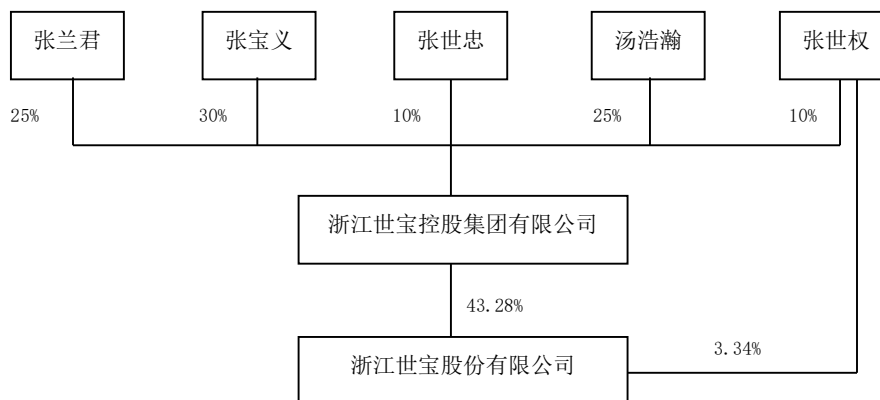 张兰君
张宝义
张世忠
汤浩瀚
张世权
25%
30%
10%
25%
10%
浙江世宝控股集团有限公司
43.28%
3.34%
浙江世宝股份有限公司